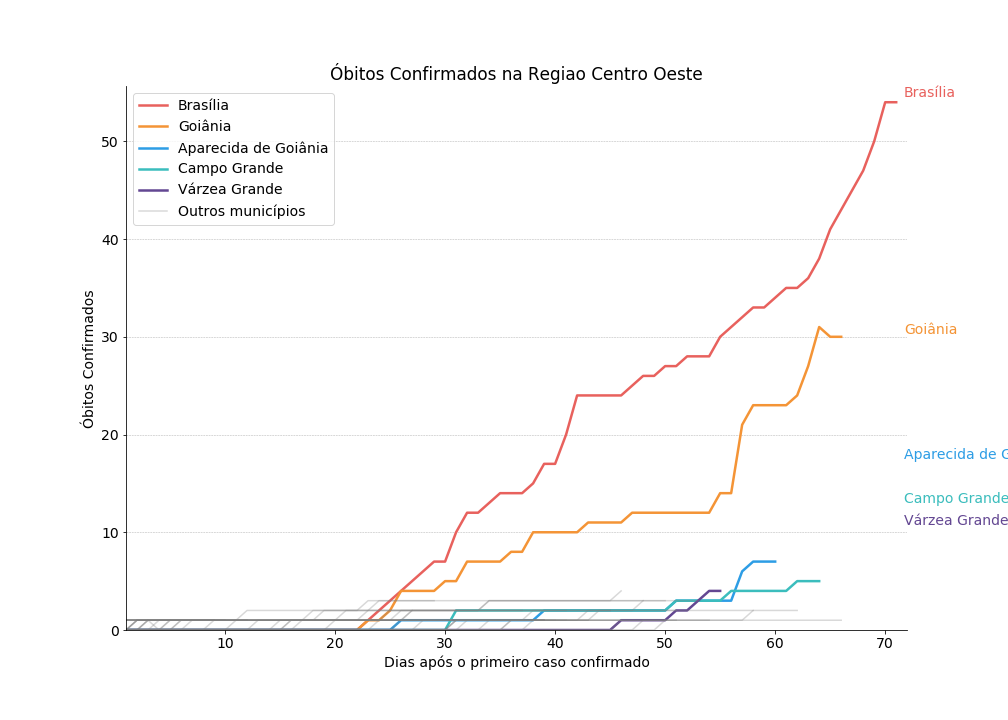 Óbitos Confirmados na Regiao Centro Oeste
Brasília
Goiânia
Aparecida de Goiânia
Campo Grande
Várzea Grande
Outros municípios
Óbitos Confirmados
50
40
30
20
10
0
10
20
30
40
50
60
70
Dias após o primeiro caso confirmado
Brasília
Goiânia
Aparecida de G
Campo Grande
Várzea Grande